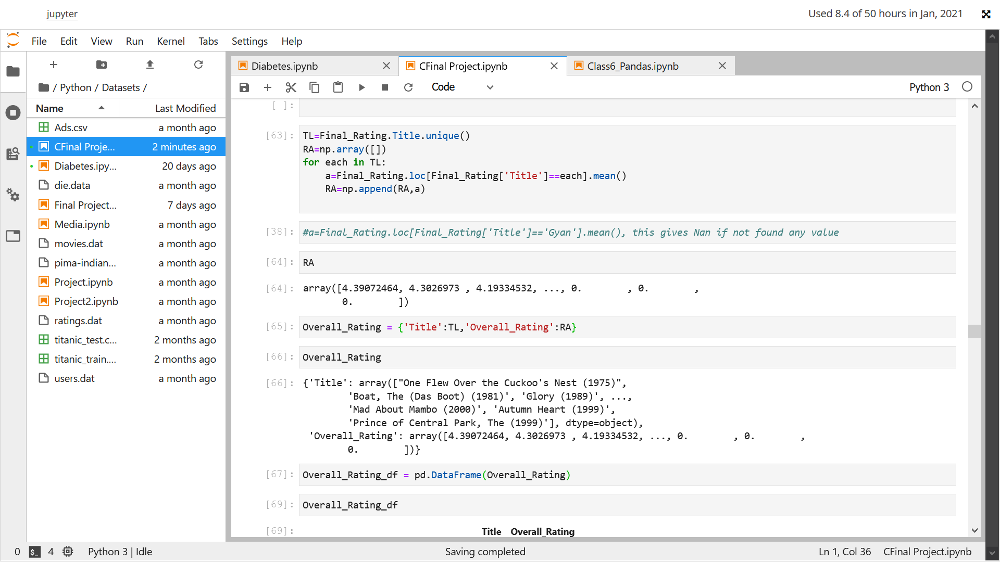 jupyter
Used 8.4 of 50 hours in Jan, 2021
File Edit View Run Kernel Tabs Settings Help
/ Python / Datasets /
Name Last Modified
Ads.csv a month ago
CFinal Proje... 2 minutes ago
Diabetes.ipy... 20 days ago
die.data a month ago
Final Project... 7 days ago
Media.ipynb a month ago
movies.dat a month ago
pima-indian... a month ago
Project.ipynb a month ago
Project2.ipynb a month ago
ratings.dat a month ago
titanic_test.c... 2 months ago
titanic_train.... 2 months ago
users.dat a month ago
Diabetes.ipynb CFinal Project.ipynb Class6_Pandas.ipynb
Code Python 3
[ ]:
[63]: TL=Final_Rating.Title.unique()
RA=np.array([])
for each in TL:
    a=Final_Rating.loc[Final_Rating['Title']==each].mean()
    RA=np.append(RA,a)
[38]: #a=Final_Rating.loc[Final_Rating['Title']=='Gyan'].mean(), this gives Nan if not found any value
[64]: RA
[64]: array([4.39072464, 4.3026973 , 4.19334532, ..., 0.        , 0.        ,
       0.        ])
[65]: Overall_Rating = {'Title':TL,'Overall_Rating':RA}
[66]: Overall_Rating
[66]: {'Title': array(["One Flew Over the Cuckoo's Nest (1975)",
        'Boat, The (Das Boot) (1981)', 'Glory (1989)', ...,
        'Mad About Mambo (2000)', 'Autumn Heart (1999)',
        'Prince of Central Park, The (1999)'], dtype=object),
 'Overall_Rating': array([4.39072464, 4.3026973 , 4.19334532, ..., 0.        , 0.        ,
        0.        ])}
[67]: Overall_Rating_df = pd.DataFrame(Overall_Rating)
[69]: Overall_Rating_df
[69]: Title Overall_Rating
0 $_ 4 Python 3 | Idle Saving completed Ln 1, Col 36 CFinal Project.ipynb